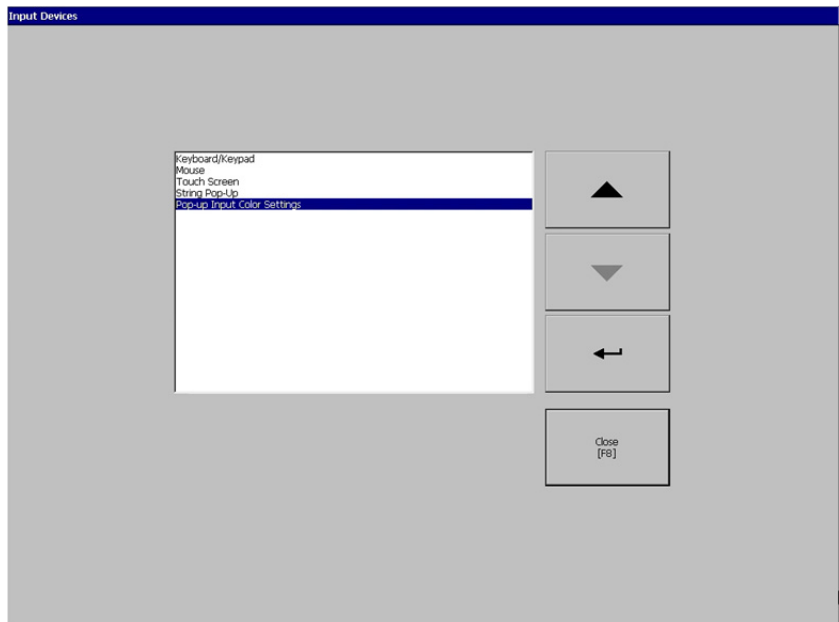 Input Devices
Keyboard/Keypad
Mouse
Touch Screen
String Pop-Up
Pop-up Input Color Settings
Close
[F8]